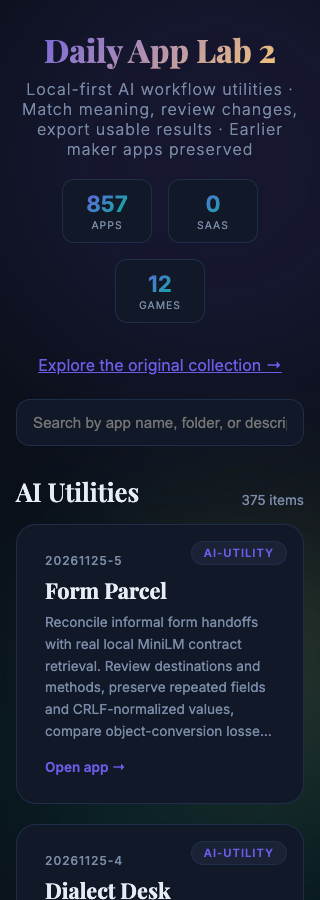 Daily App Lab 2
Local-first AI workflow utilities ·
Match meaning, review changes,
export usable results · Earlier
maker apps preserved
857
APPS
0
SAAS
12
GAMES
Explore the original collection →
Search by app name, folder, or descri
AI Utilities
375 items
20261125-5
AI-UTILITY
Form Parcel
Reconcile informal form handoffs
with real local MiniLM contract
retrieval. Review destinations and
methods, preserve repeated fields
and CRLF-normalized values,
compare object-conversion losse...
Open app →
20261125-4
AI-UTILITY
Dialect Desk